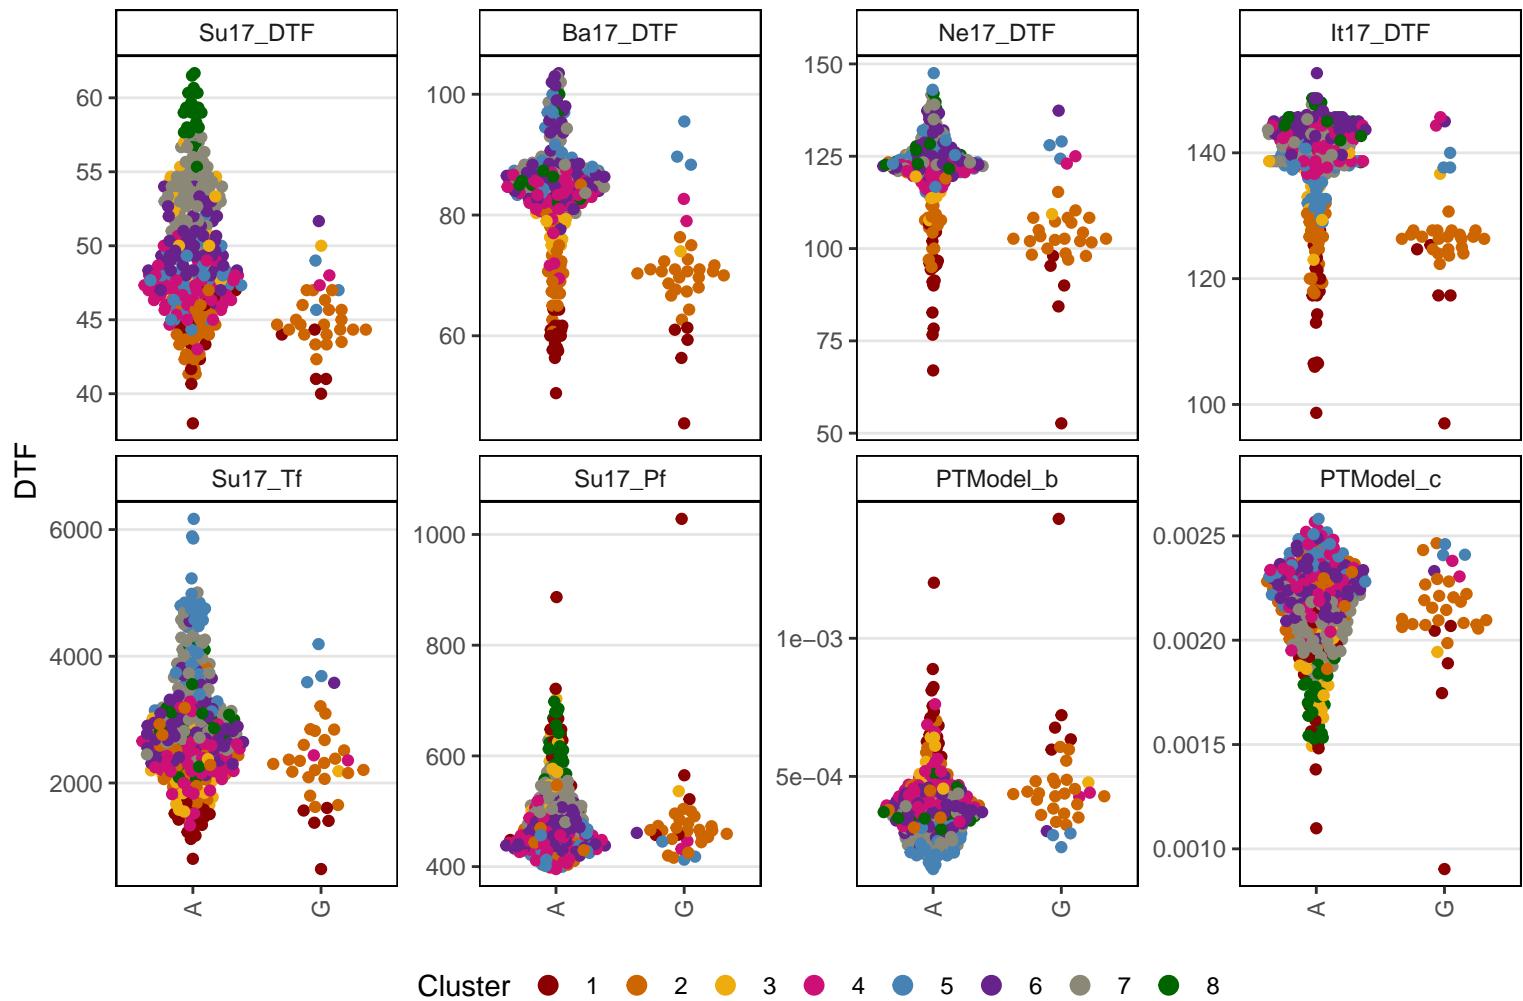 Su17_DTF
Ba17_DTF
Ne17_DTF
It17_DTF
60
55
50
45
40
100
80
60
150
125
100
75
50
140
120
100
DTF
Su17_Tf
Su17_Pf
PTModel_b
PTModel_c
6000
4000
2000
1000
800
600
400
1e−03
5e−04
0.0025
0.0020
0.0015
0.0010
A
G
A
G
A
G
A
G
Cluster 1 2 3 4 5 6 7 8